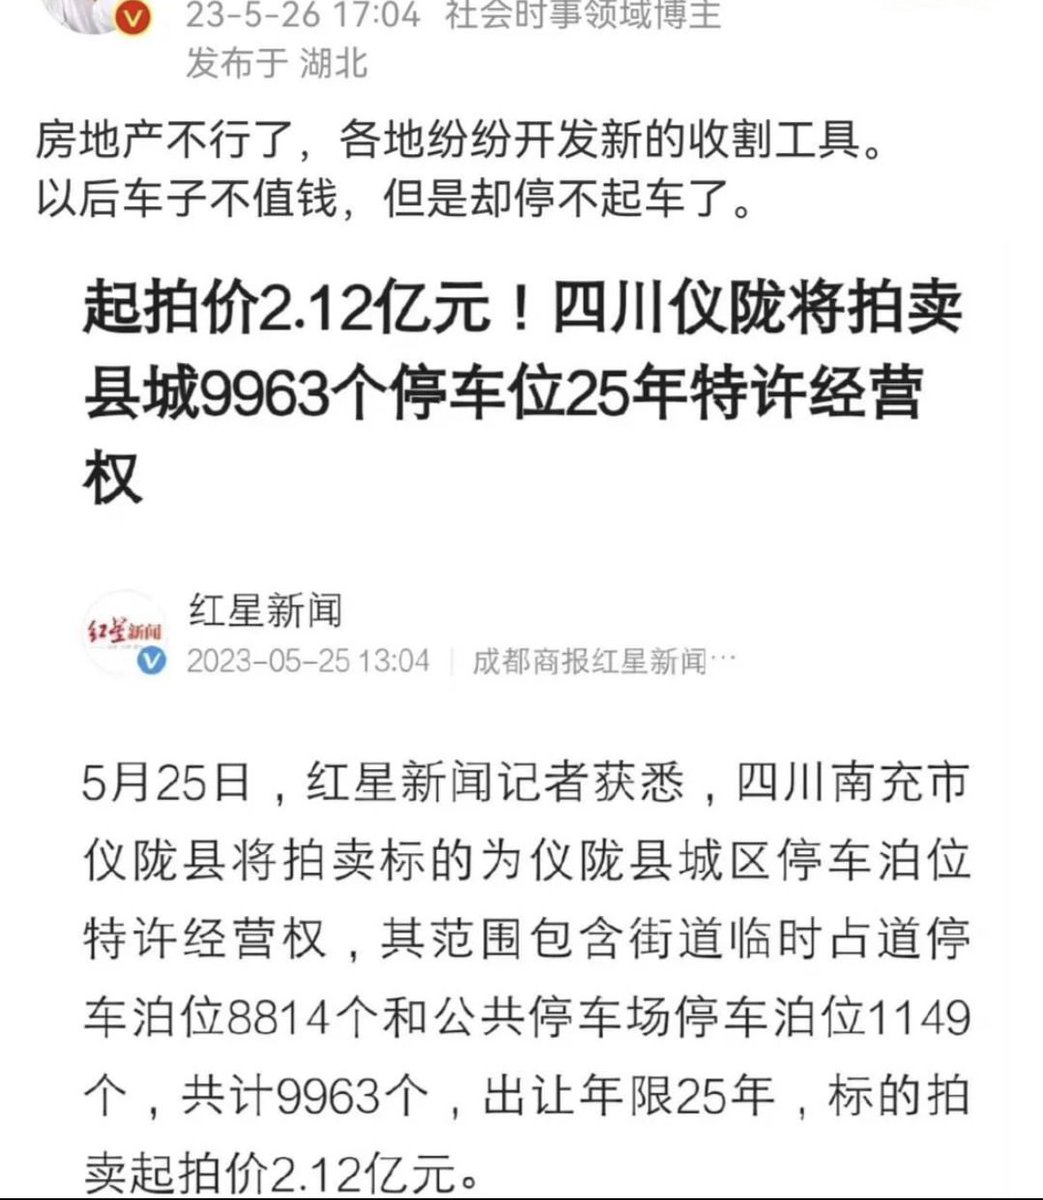 23-5-26 17:04 社会时事领域博主
发布于 湖北
房地产不行了，各地纷纷开发新的收割工具。
以后车子不值钱，但是却停不起车了。
起拍价2.12亿元！四川仪陇将拍卖
县城9963个停车位25年特许经营
权
红星新闻
红星新闻
2023-05-25 13:04 成都商报红星新闻…
5月25日，红星新闻记者获悉，四川南充市
仪陇县将拍卖标的为仪陇县城区停车泊位
特许经营权，其范围包含街道临时占道停
车泊位8814个和公共停车场停车泊位1149
个，共计9963个，出让年限25年，标的拍
卖起拍价2.12亿元。